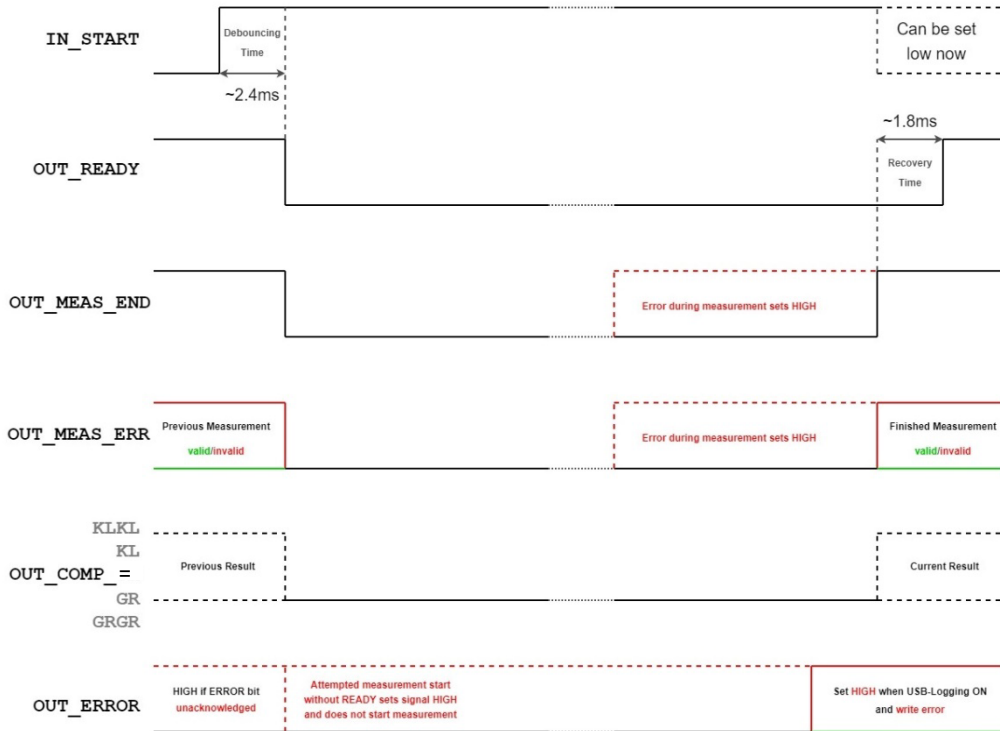 IN_START
Debouncing
Time
~2.4ms
Can be set
low now
OUT_READY
~1.8ms
Recovery
Time
OUT_MEAS_END
Error during measurement sets HIGH
OUT_MEAS_ERR
Previous Measurement
valid/invalid
Error during measurement sets HIGH
Finished Measurement
valid/invalid
KLKL
KL
OUT_COMP_=
GR
GRGR
Previous Result
Current Result
OUT_ERROR
HIGH if ERROR bit
unacknowledged
Attempted measurement start
without READY sets signal HIGH
and does not start measurement
Set HIGH when USB-Logging ON
and write error